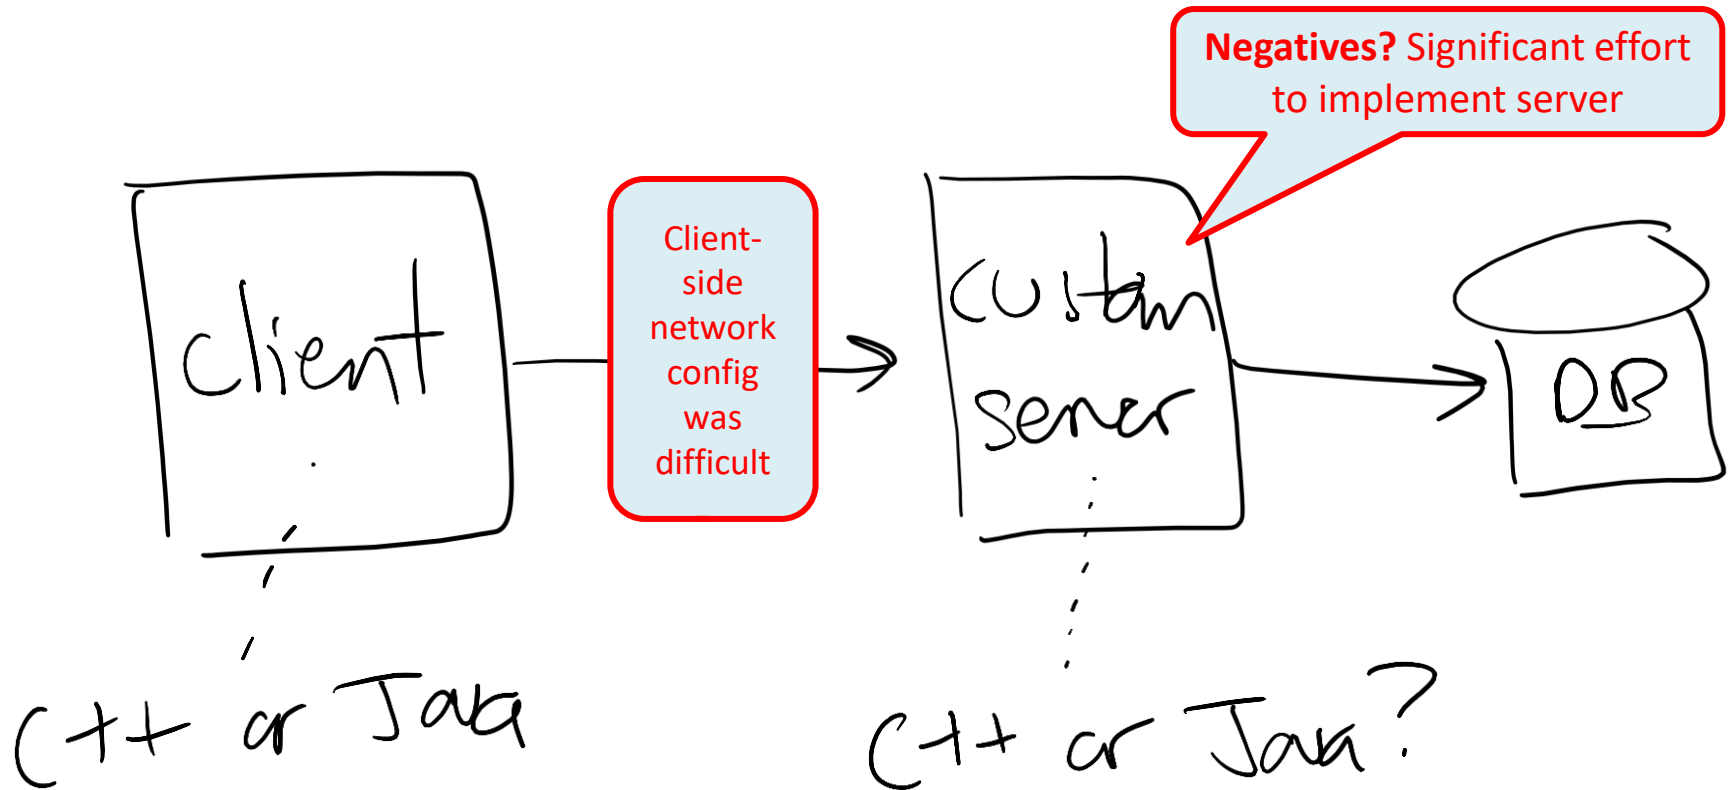 Negatives? Significant effort
to implement server
Client-
side
network
config
was
difficult
client
custom
server
DB
C++ or Java
C++ or Java?